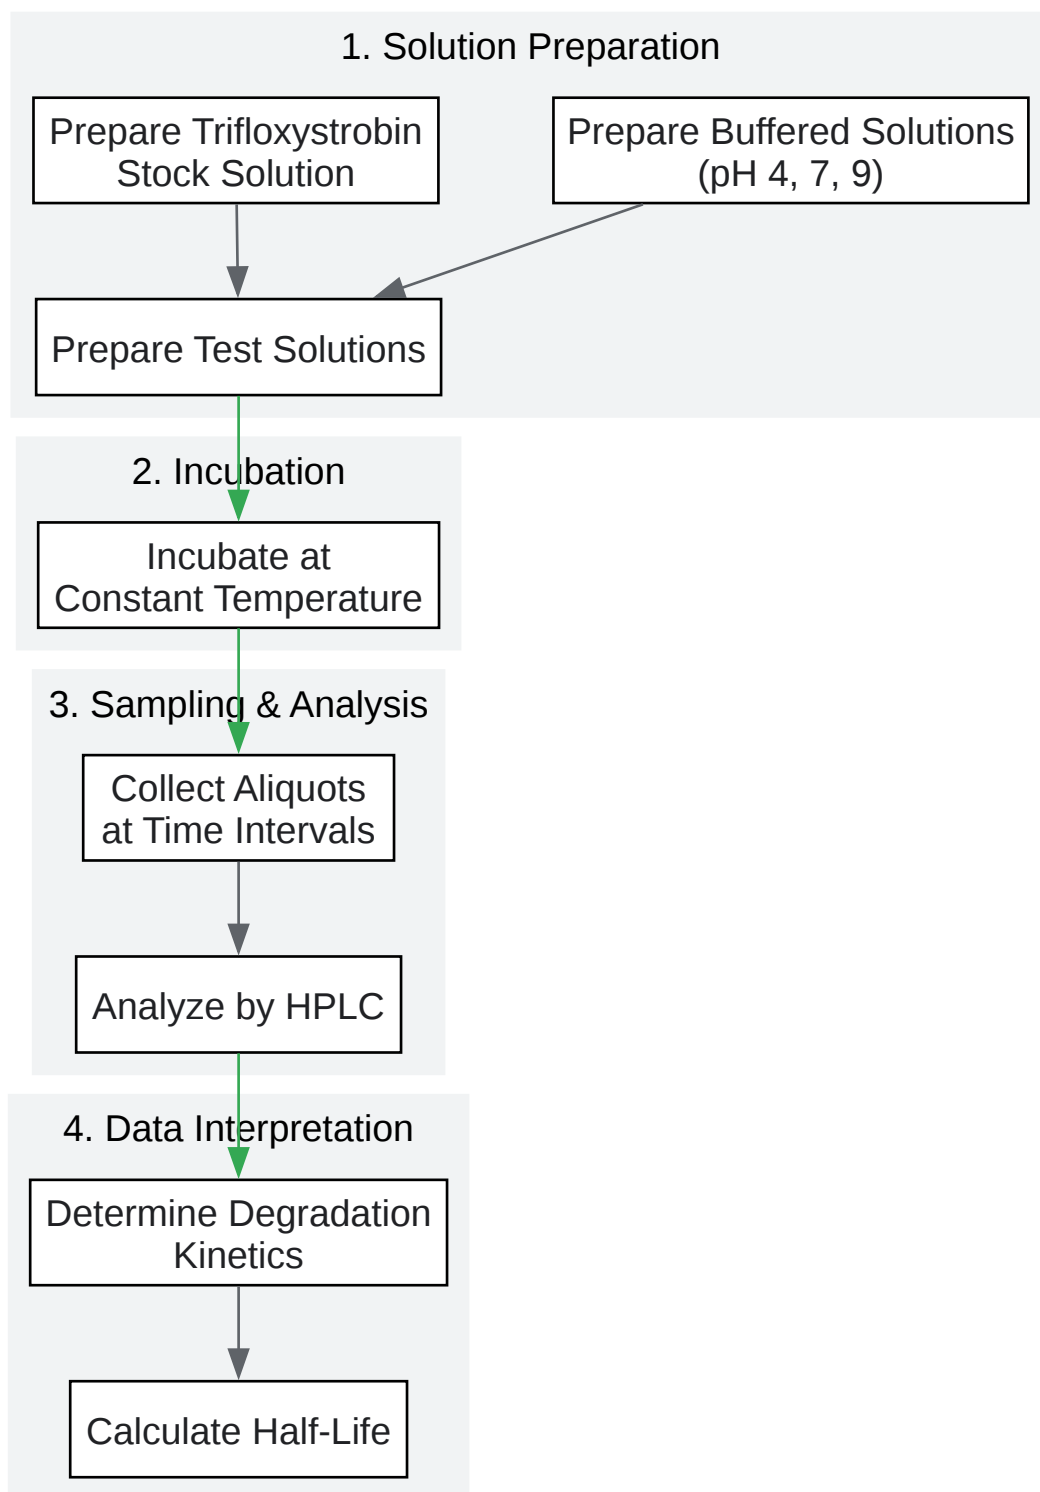 1. Solution Preparation
Prepare Trifloxystrobin
Stock Solution
Prepare Buffered Solutions
(pH 4, 7, 9)
Prepare Test Solutions
2. Incubation
Incubate at
Constant Temperature
3. Sampling & Analysis
Collect Aliquots
at Time Intervals
Analyze by HPLC
4. Data Interpretation
Determine Degradation
Kinetics
Calculate Half-Life